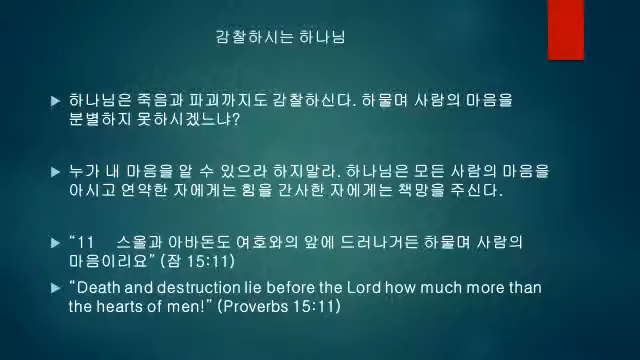 감찰하시는 하나님
하나님은 죽음과 파괴까지도 감찰하신다. 하물며 사람의 마음을
분별하지 못하시겠느냐?
누가 내 마음을 알 수 있으랴 하지말라. 하나님은 모든 사람의 마음을
아시고 연약한 자에게는 힘을 간사한 자에게는 책망을 주신다.
“11 스올과 아바돈도 여호와의 앞에 드러나거든 하물며 사람의
마음이리요” (잠 15:11)
“Death and destruction lie before the Lord how much more than
the hearts of men!” (Proverbs 15:11)